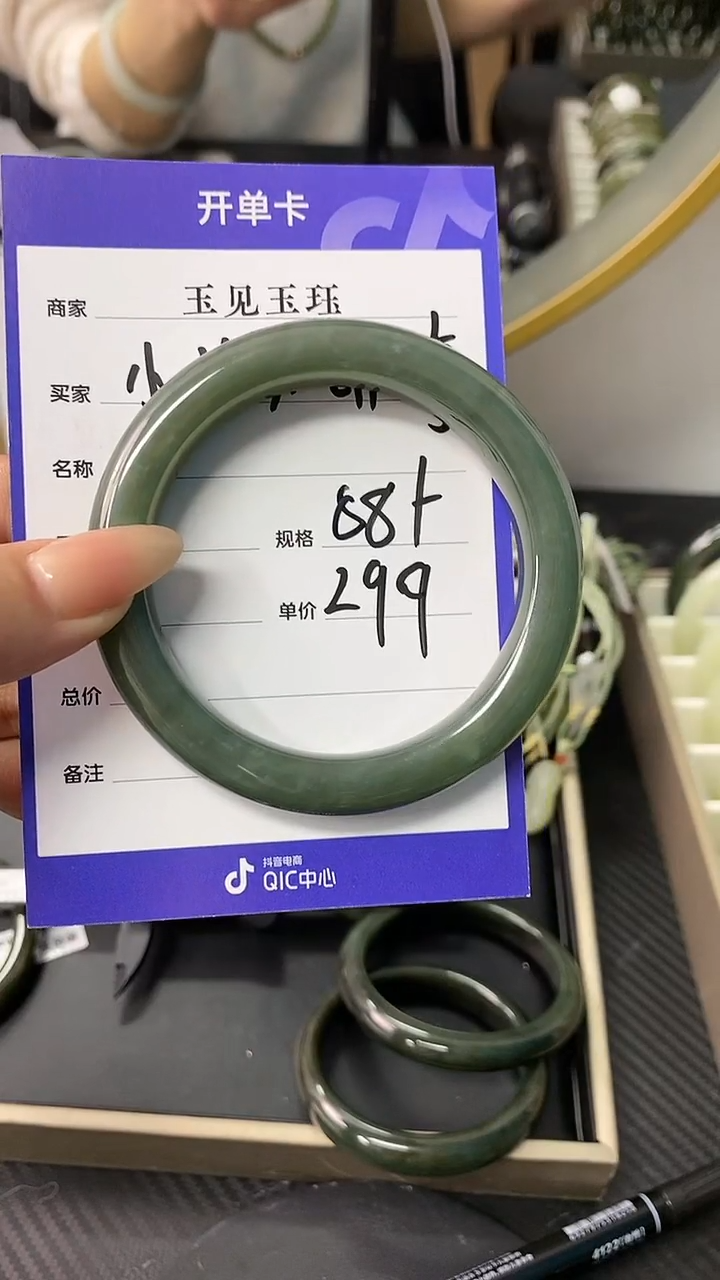 开单卡
商家 玉见玉珏
买家
名称
规格 68+
单价 299
总价
备注
抖音电商
QIC中心